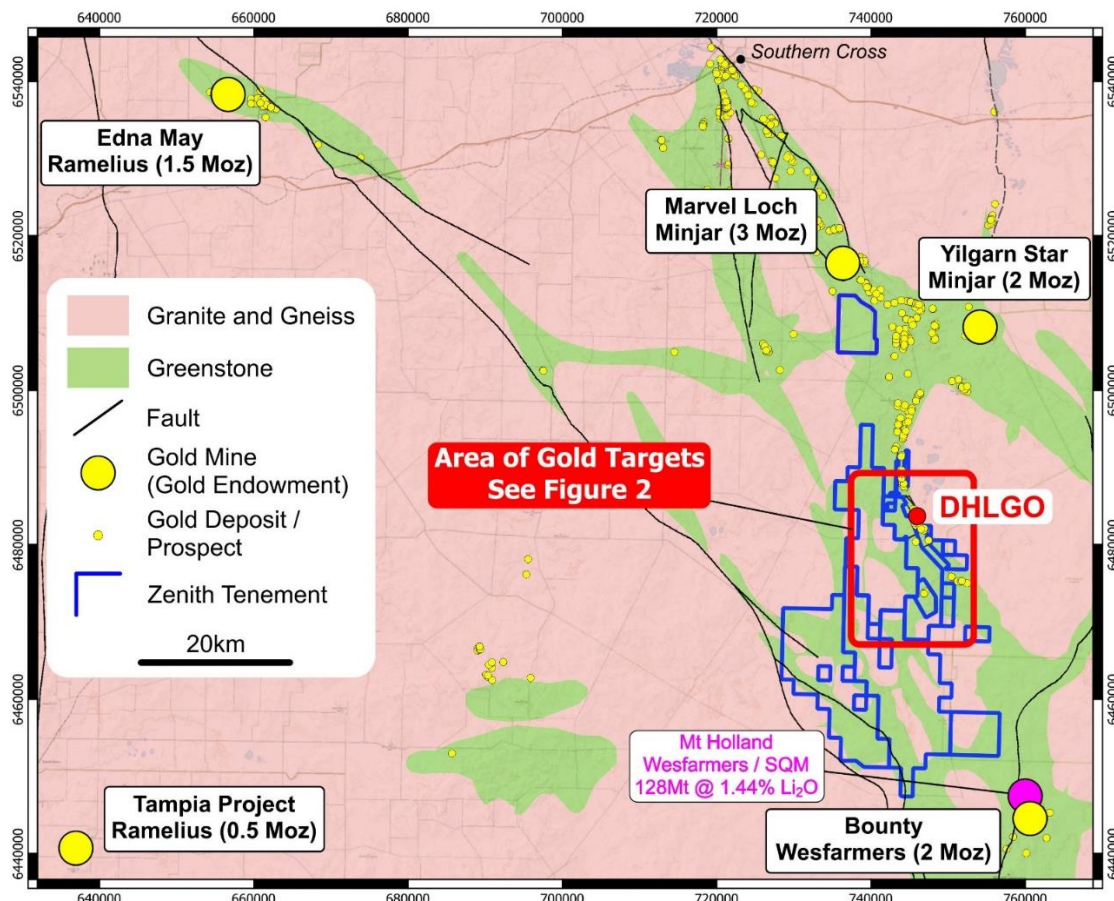 640000 660000 680000 700000 720000 740000 760000
6540000 6540000
Southern Cross
Edna May
Ramelius (1.5 Moz)
Marvel Loch
Minjar (3 Moz)
6520000 6520000
Yilgarn Star
Minjar (2 Moz)
Granite and Gneiss
Greenstone
Fault
Gold Mine
(Gold Endowment)
Gold Deposit /
Prospect
Zenith Tenement
20km
6500000 6500000
Area of Gold Targets
See Figure 2
DHLGO
6480000 6480000
6460000 6460000
Mt Holland
Wesfarmers / SQM
128Mt @ 1.44% Li₂O
Tampia Project
Ramelius (0.5 Moz)
Bounty
Wesfarmers (2 Moz)
6440000 6440000
640000 660000 680000 700000 720000 740000 760000